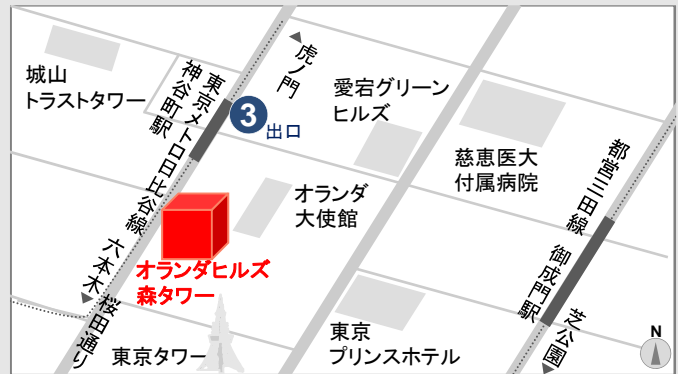 城山
トラストタワー
東京メトロ日比谷線
神谷町駅
虎ノ門
3
出口
愛宕グリーン
ヒルズ
慈恵医大
付属病院
都営三田線
御成門駅
芝公園
オランダ
大使館
オランダヒルズ
森タワー
六本木
桜田通り
東京タワー
東京
プリンスホテル
N